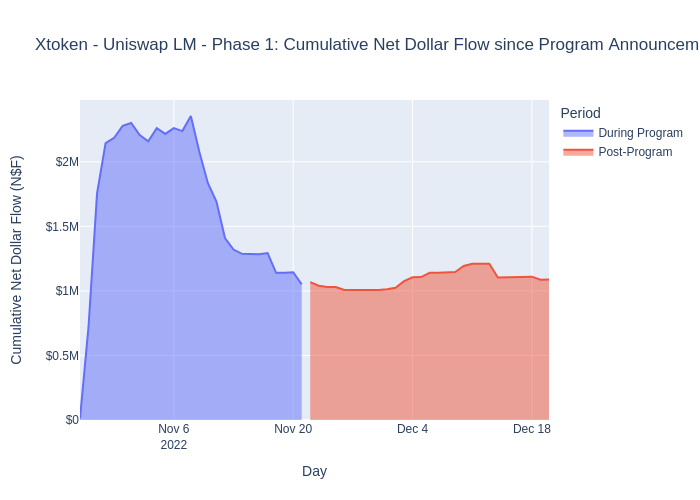 Xtoken - Uniswap LM - Phase 1: Cumulative Net Dollar Flow since Program Announcem
Period
During Program
Post-Program
Cumulative Net Dollar Flow (N$F)
$2M
$1.5M
$1M
$0.5M
$0
Nov 6
2022
Nov 20
Dec 4
Dec 18
Day